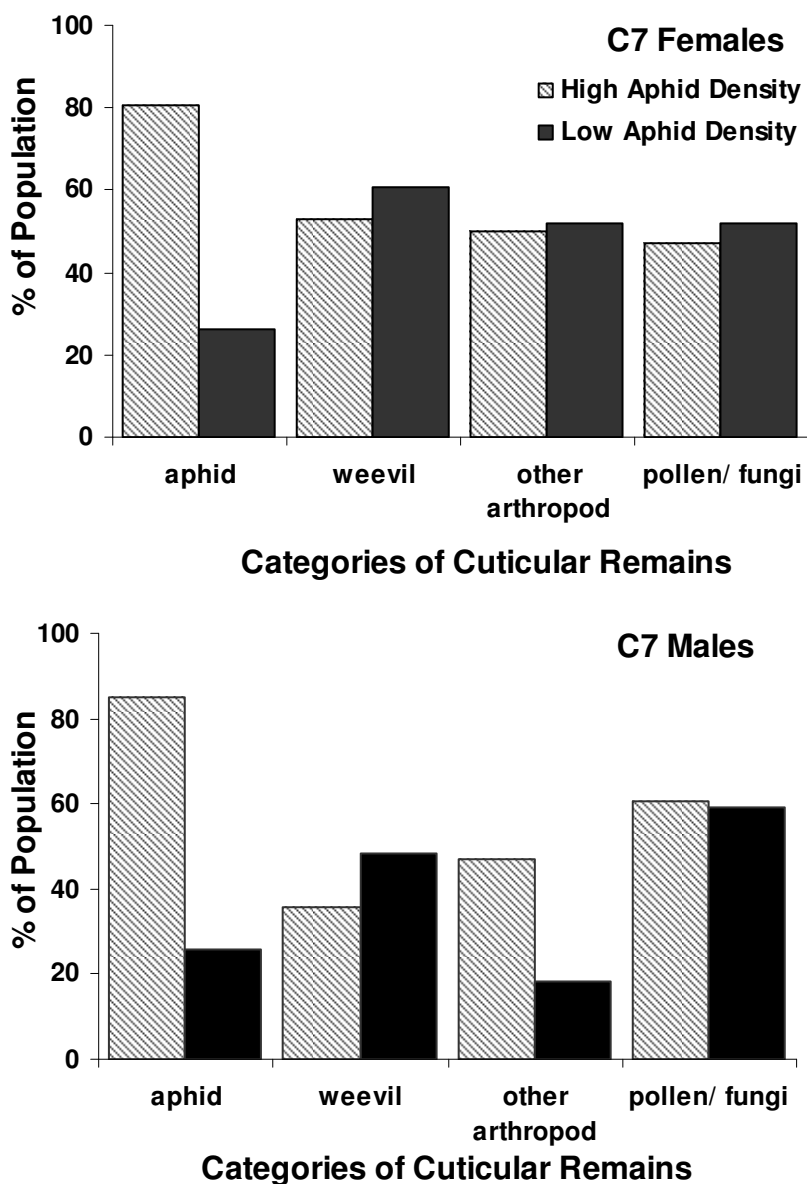 C7 Females
High Aphid Density
Low Aphid Density
% of Population
100
80
60
40
20
0
aphid weevil other arthropod pollen/ fungi
Categories of Cuticular Remains
C7 Males
% of Population
100
80
60
40
20
0
aphid weevil other arthropod pollen/ fungi
Categories of Cuticular Remains